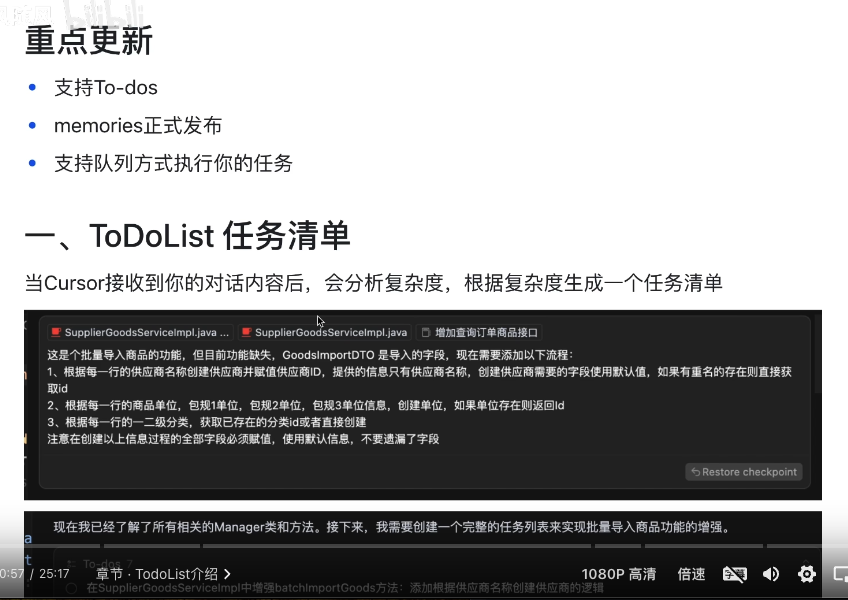 bilibili
重点更新
支持To-dos
memories正式发布
支持队列方式执行你的任务
一、ToDoList 任务清单
当Cursor接收到你的对话内容后，会分析复杂度，根据复杂度生成一个任务清单
SupplierGoodsServiceImpl.java ... SupplierGoodsServiceImpl.java 增加查询订单商品接口
这是个批量导入商品的功能，但目前功能缺失，GoodsImportDTO 是导入的字段，现在需要添加以下流程：
1、根据每一行的供应商名称创建供应商并赋值供应商ID，提供的信息只有供应商名称，创建供应商需要的字段使用默认值，如果有重名的存在则直接获
取id
2、根据每一行的商品单位，包规1单位，包规2单位，包规3单位信息，创建单位，如果单位存在则返回Id
3、根据每一行的一二级分类，获取已存在的分类id或者直接创建
注意在创建以上信息过程的全部字段必须赋值，使用默认信息，不要遗漏了字段
Restore checkpoint
现在我已经了解了所有相关的Manager类和方法。接下来，我需要创建一个完整的任务列表来实现批量导入商品功能的增强。
To-dos 7
0:57 / 25:17 章节 · TodoList介绍 1080P 高清 倍速
在SupplierGoodsServiceImpl中增强batchImportGoods方法：添加根据供应商名称创建供应商的逻辑